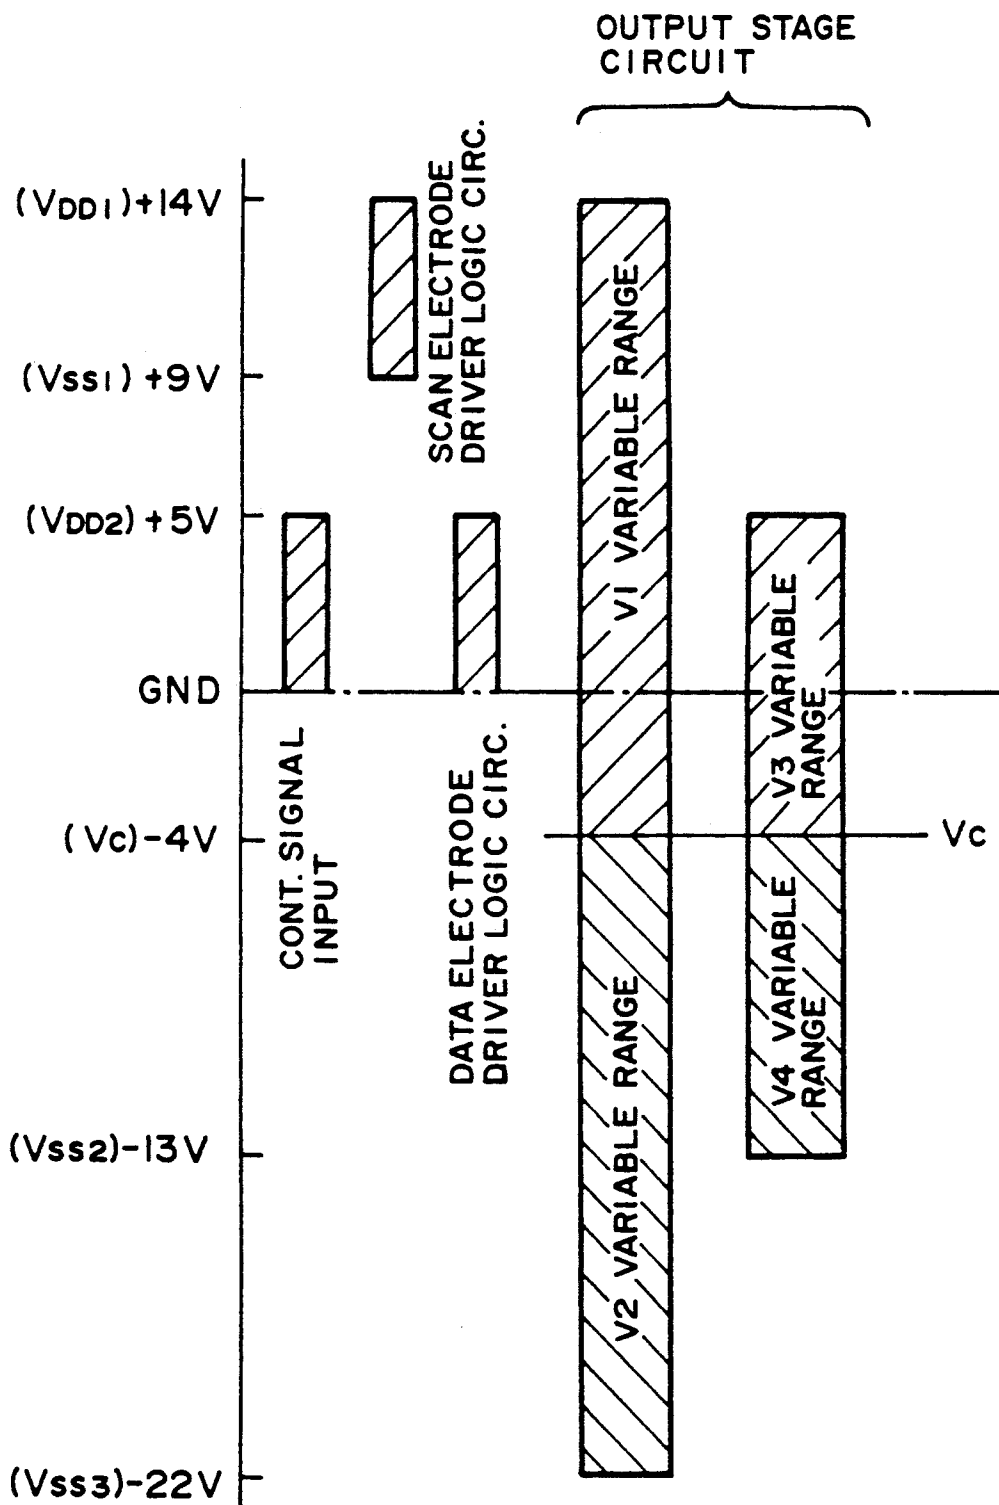 OUTPUT STAGE
CIRCUIT
(VDD1)+14V
(VSS1)+9V
(VDD2)+5V
GND
(Vc)-4V
(VSS2)-13V
(VSS3)-22V
SCAN ELECTRODE
DRIVER LOGIC CIRC.
CONT. SIGNAL
INPUT
DATA ELECTRODE
DRIVER LOGIC CIRC.
V1 VARIABLE RANGE
V2 VARIABLE RANGE
V3 VARIABLE
RANGE
V4 VARIABLE
RANGE
Vc